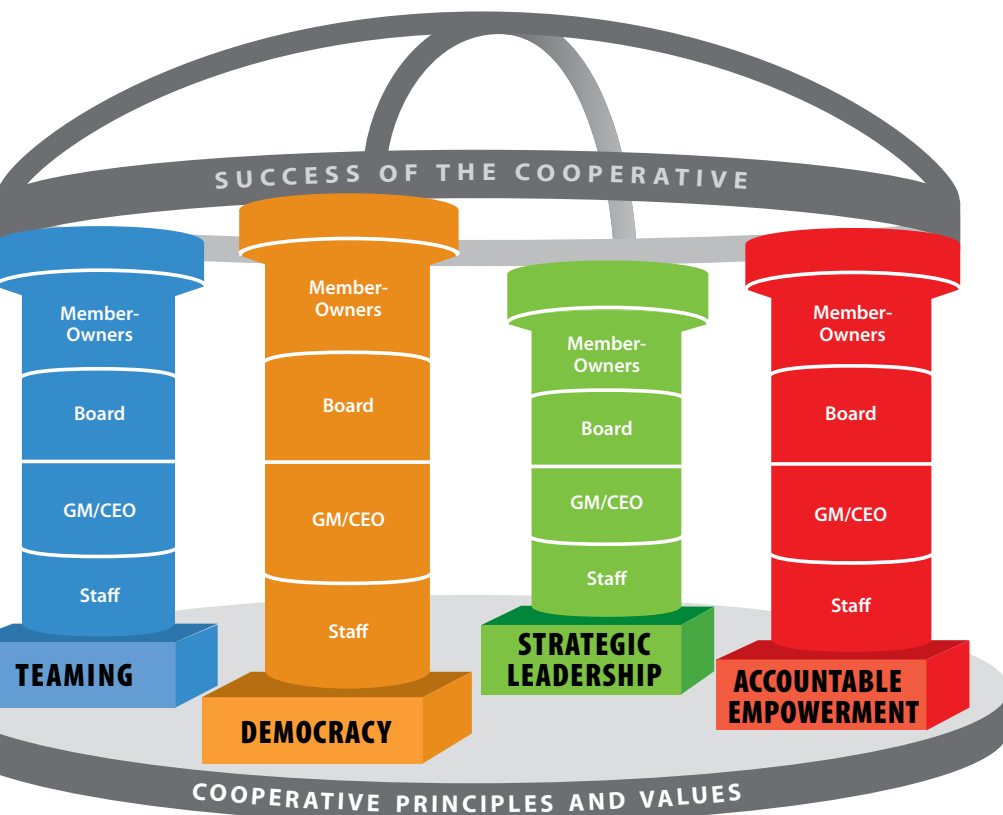 SUCCESS OF THE COOPERATIVE
Member-
Owners
Board
GM/CEO
Staff
TEAMING
Member-
Owners
Board
GM/CEO
Staff
DEMOCRACY
Member-
Owners
Board
GM/CEO
Staff
STRATEGIC
LEADERSHIP
Member-
Owners
Board
GM/CEO
Staff
ACCOUNTABLE
EMPOWERMENT
COOPERATIVE PRINCIPLES AND VALUES